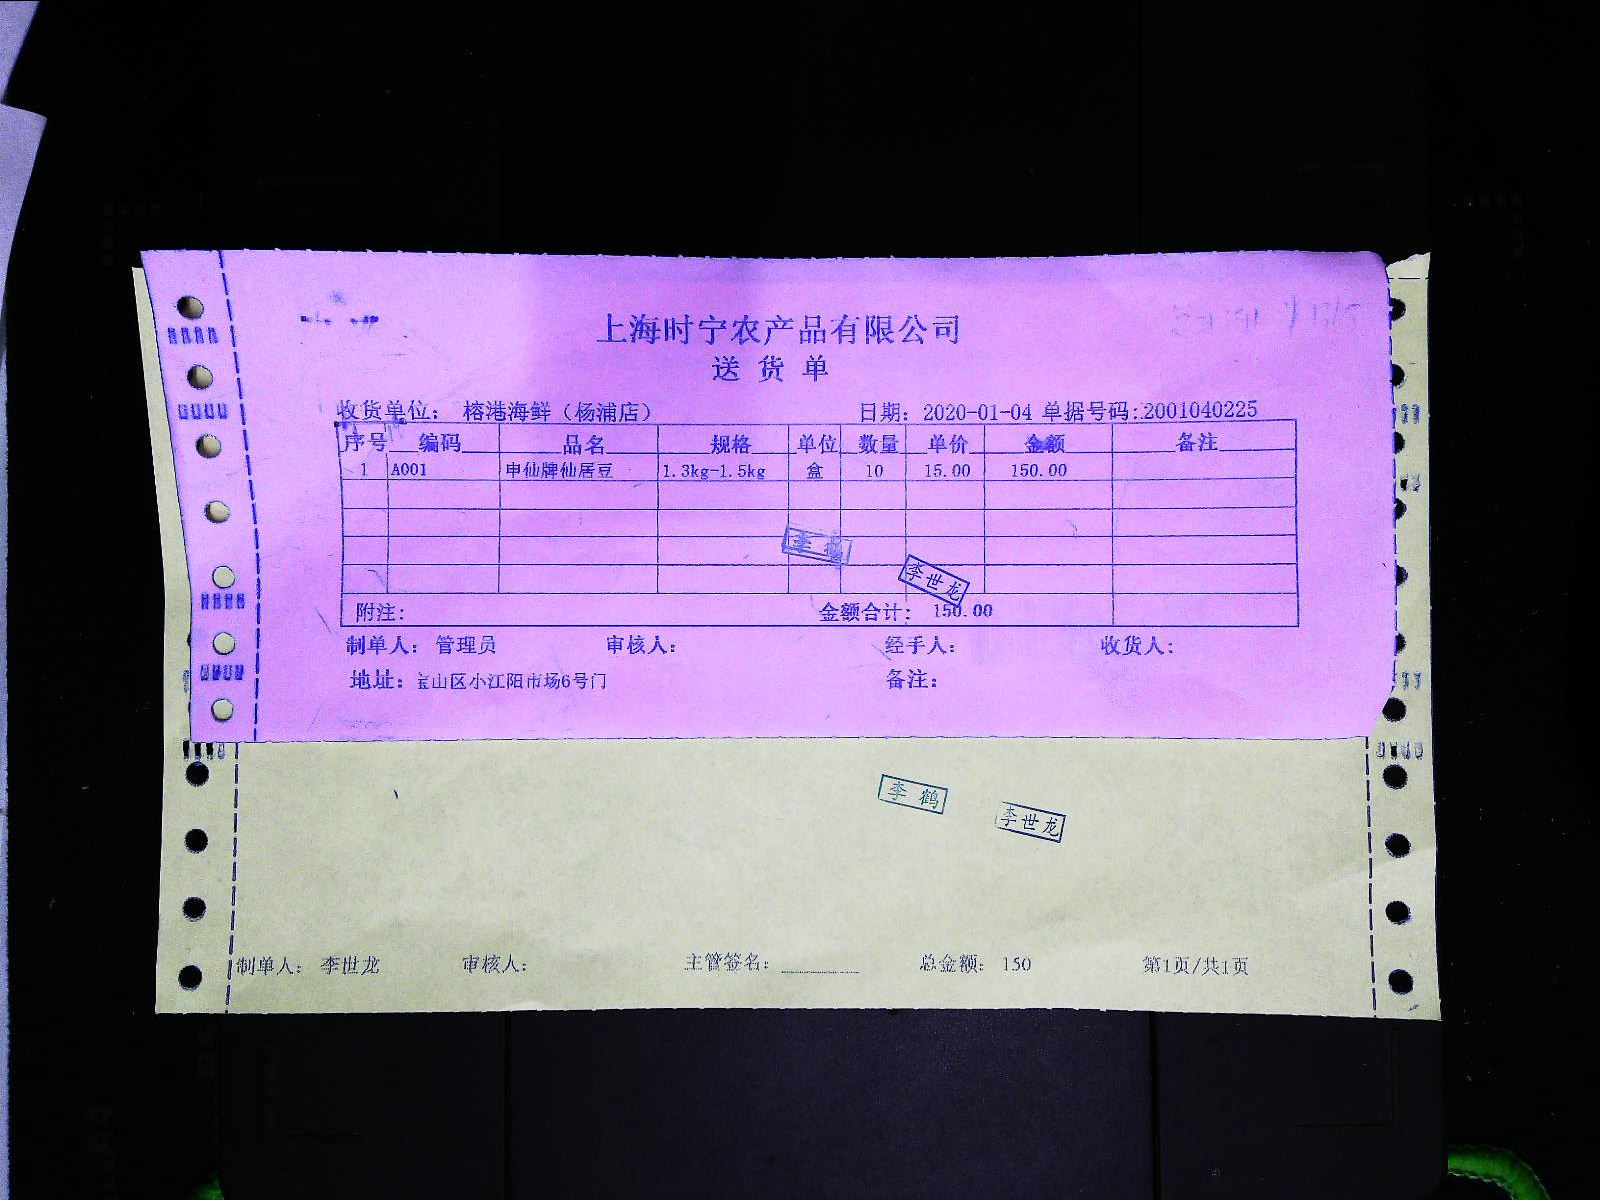 上海时宁农产品有限公司
送货单
收货单位: 榕港海鲜（杨浦店） 日期: 2020-01-04 单据号码:.2001040225
序号 编码 品名 规格 单位 数量 单价 金额 备注
1 A001 申仙牌仙居豆 1.3kg-1.5kg 盒 10 15.00 150.00
李
李世龙
附注: 金额合计: 150.00
制单人: 管理员 审核人: 经手人: 收货人:
地址: 宝山区小江阳市场6号门 备注:
李鹤
李世龙
制单人: 李世龙 审核人: 主管签名: 总金额: 150 第1页/共1页